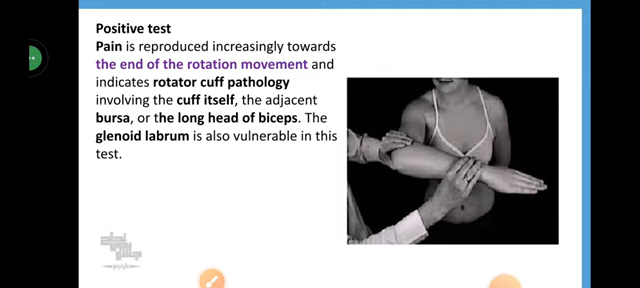 Positive test
Pain is reproduced increasingly towards
the end of the rotation movement and
indicates rotator cuff pathology
involving the cuff itself, the adjacent
bursa, or the long head of biceps. The
glenoid labrum is also vulnerable in this
test.